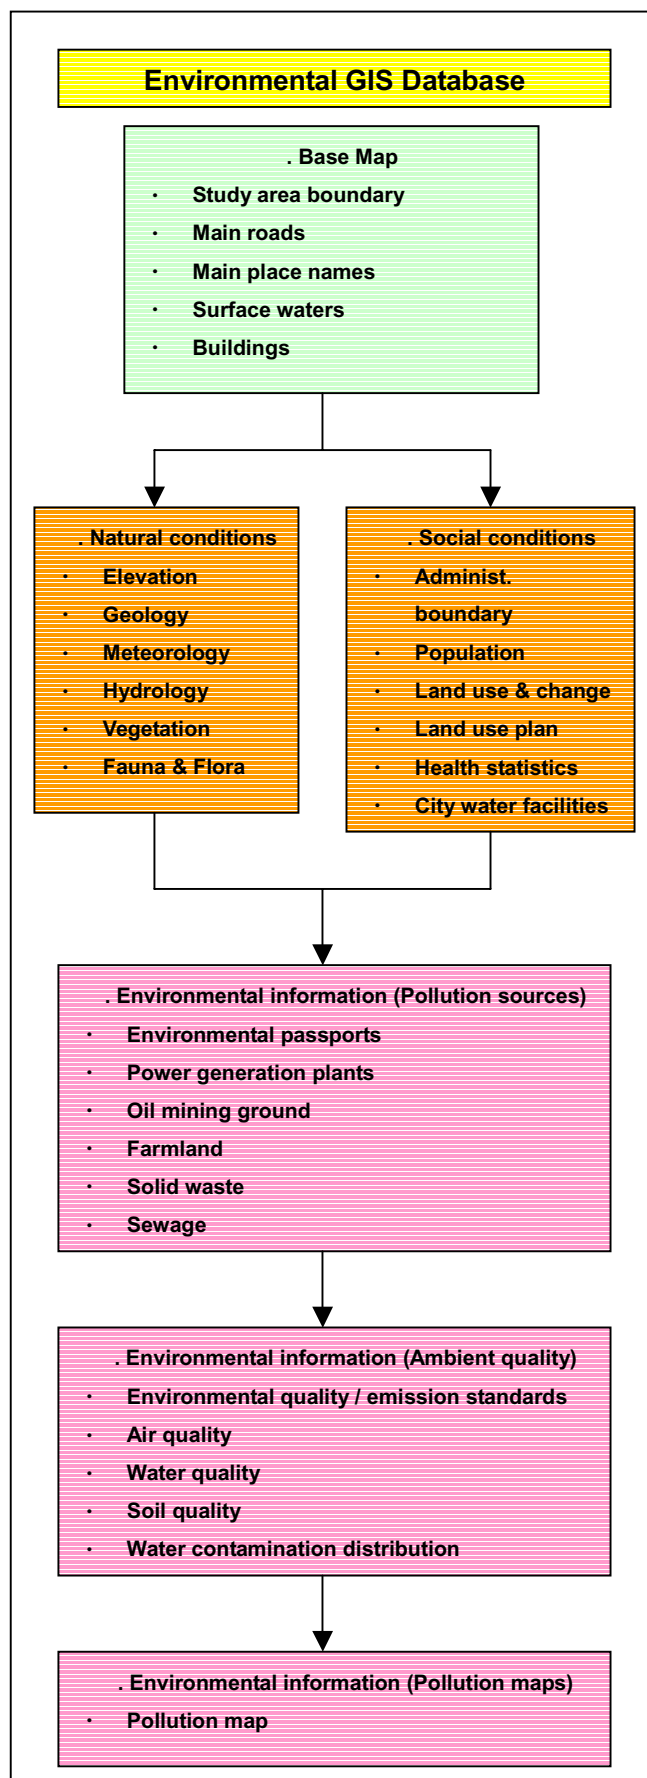 Environmental GIS Database
. Base Map
· Study area boundary
· Main roads
· Main place names
· Surface waters
· Buildings
. Natural conditions
· Elevation
· Geology
· Meteorology
· Hydrology
· Vegetation
· Fauna & Flora
. Social conditions
· Administ.
boundary
· Population
· Land use & change
· Land use plan
· Health statistics
· City water facilities
. Environmental information (Pollution sources)
· Environmental passports
· Power generation plants
· Oil mining ground
· Farmland
· Solid waste
· Sewage
. Environmental information (Ambient quality)
· Environmental quality / emission standards
· Air quality
· Water quality
· Soil quality
· Water contamination distribution
. Environmental information (Pollution maps)
· Pollution map